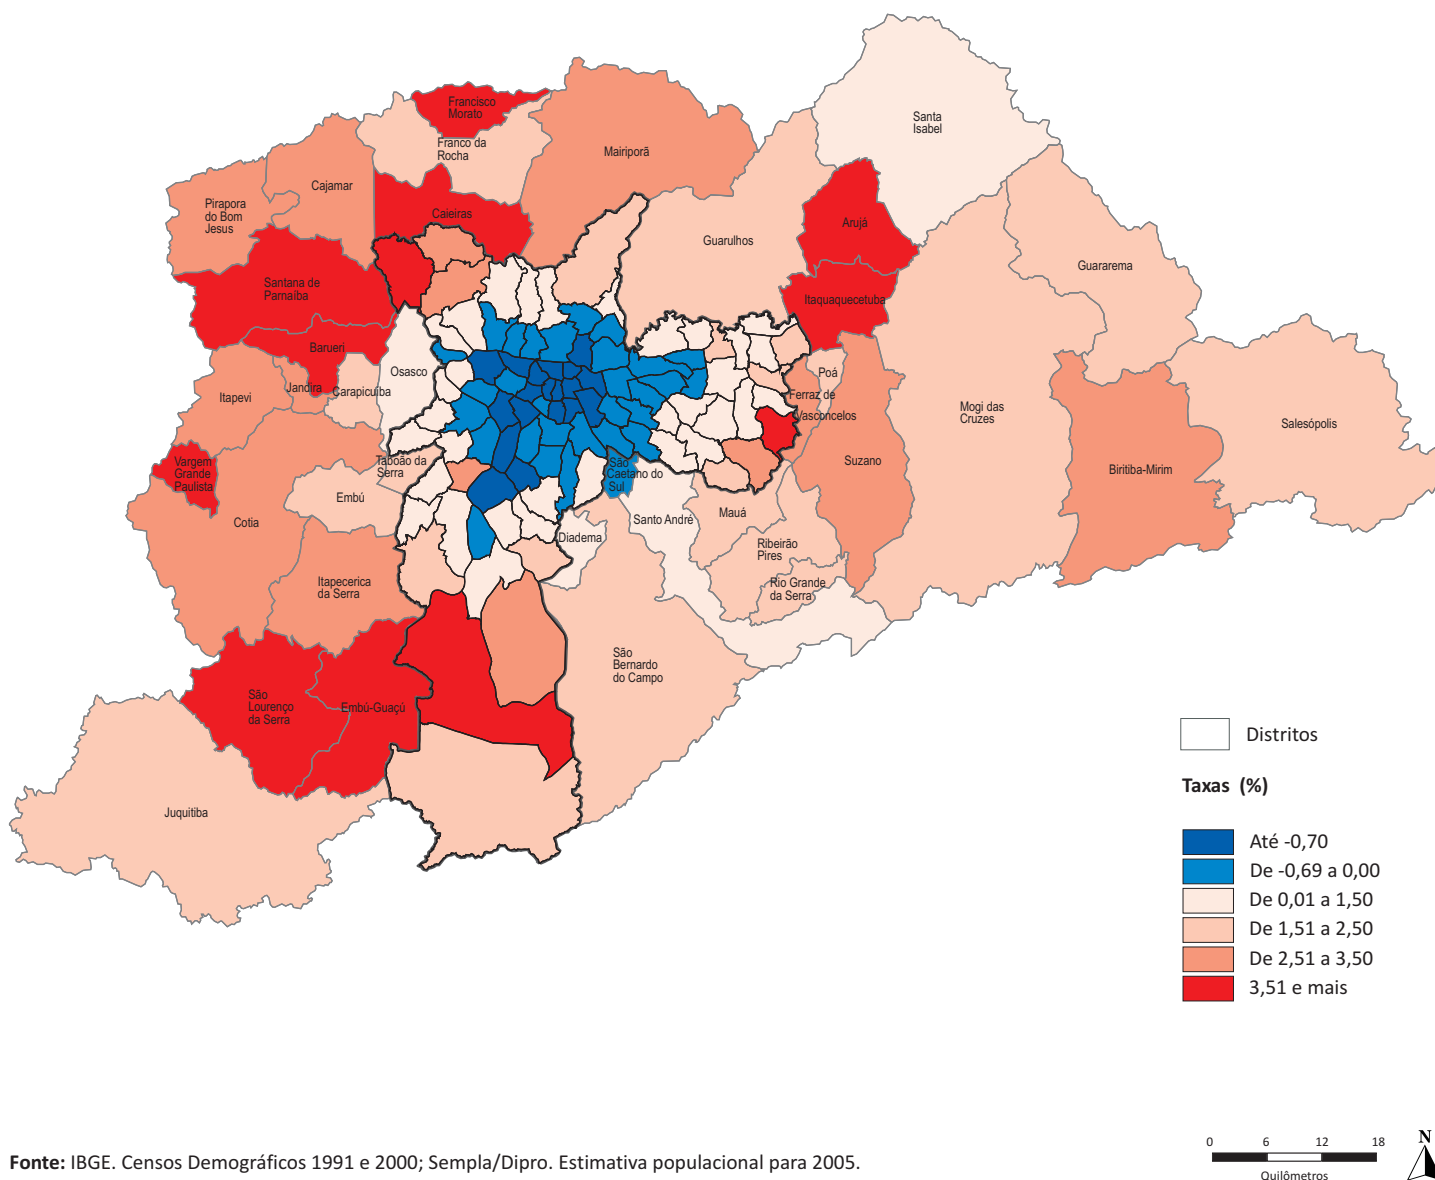 Santa
Isabel
Francisco
Morato
Franco da
Rocha
Mairiporã
Cajamar
Pirapora
do Bom
Jesus
Caieiras
Arujá
Guarulhos
Guararema
Santana de
Parnaíba
Itaquaquecetuba
Barueri
Osasco
Poá
Jandira
Carapicuíba
Itapevi
Ferraz de
Vasconcelos
Mogi das
Cruzes
Salesópolis
Vargem
Grande
Paulista
Taboão da
Serra
São
Caetano do
Sul
Suzano
Biritiba-Mirim
Embú
Cotia
Santo André
Mauá
Diadema
Ribeirão
Pires
Rio Grande
da Serra
Itapecerica
da Serra
São
Bernardo
do Campo
São
Lourenço
da Serra
Embú-Guaçú
Juquitiba
Distritos
Taxas (%)
Até -0,70
De -0,69 a 0,00
De 0,01 a 1,50
De 1,51 a 2,50
De 2,51 a 3,50
3,51 e mais
0 6 12 18
Quilômetros
N
Fonte: IBGE. Censos Demográficos 1991 e 2000; Sempla/Dipro. Estimativa populacional para 2005.